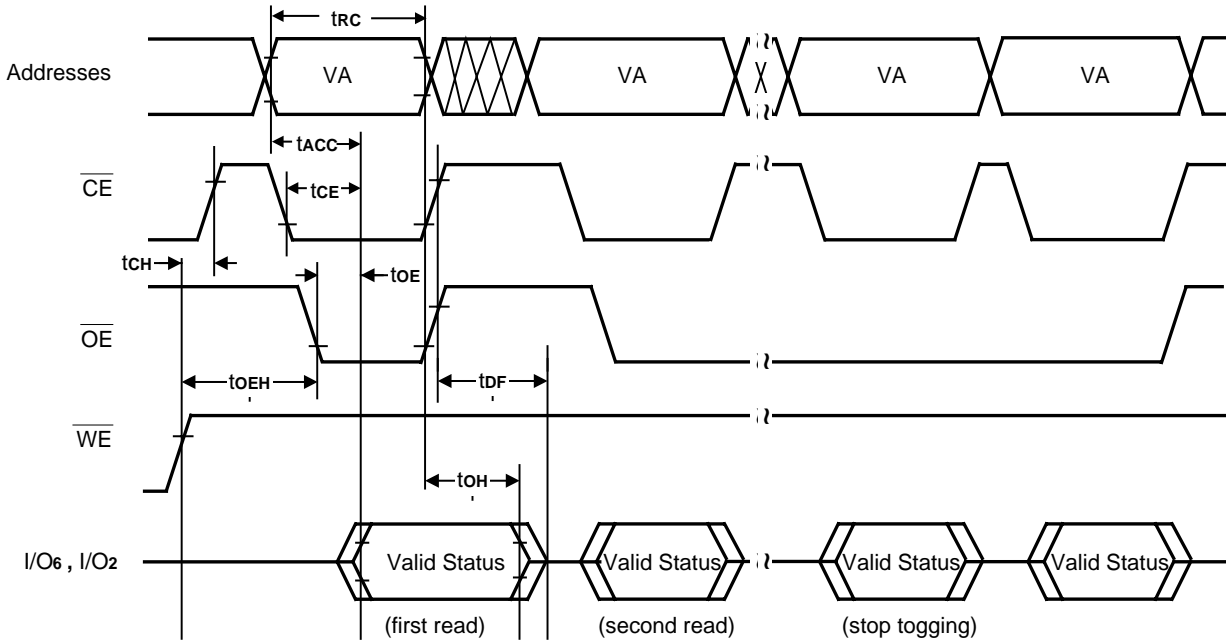 tRC
Addresses VA VA VA VA
tACC
CE
tCE
tCH
tOE
OE
tOEH
tDF
WE
tOH
I/O6 , I/O2 Valid Status Valid Status Valid Status Valid Status
(first read) (second read) (stop togging)